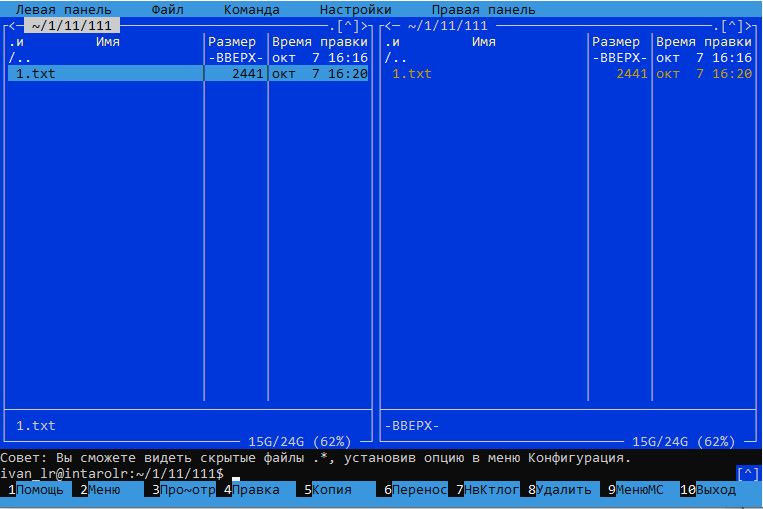 Левая панель Файл Команда Настройки Правая панель
<─ ~/1/11/111 ─.[^]> <─ ~/1/11/111 ─.[^]>
.и Имя Размер Время правки .и Имя Размер Время правки
/.. -ВВЕРХ- окт 7 16:16 /.. -ВВЕРХ- окт 7 16:16
1.txt 2441 окт 7 16:20 1.txt 2441 окт 7 16:20
1.txt -ВВЕРХ-
15G/24G (62%) 15G/24G (62%)
Совет: Вы сможете видеть скрытые файлы .*, установив опцию в меню Конфигурация.
ivan_lr@intarolr:~/1/11/111$ [^]
1Помощь 2Меню 3Про~отр 4Правка 5Копия 6Перенос 7НвКтлог 8Удалить 9МенюМС 10Выход